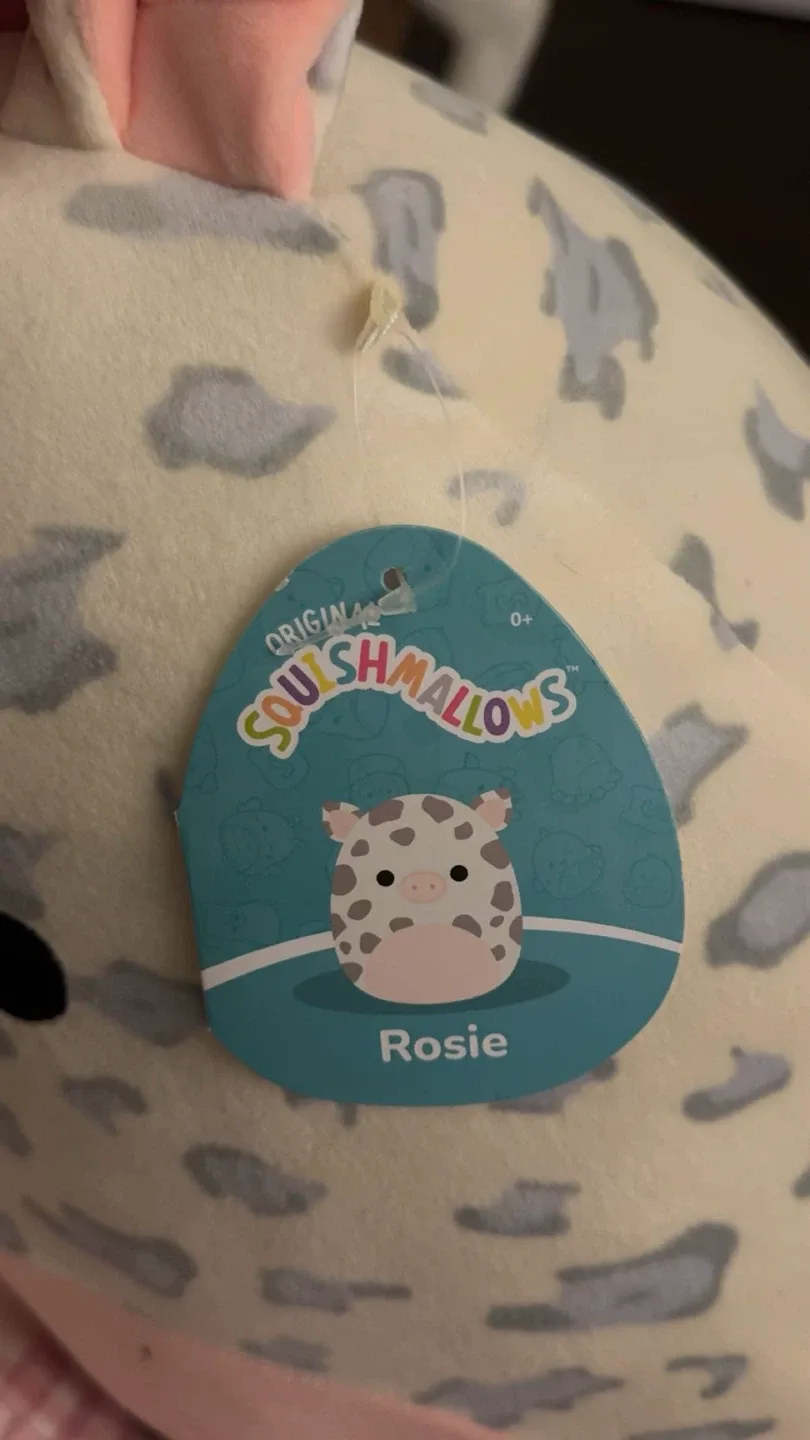 0+
ORIGINAL
SQUISHMALLOWS™
Rosie